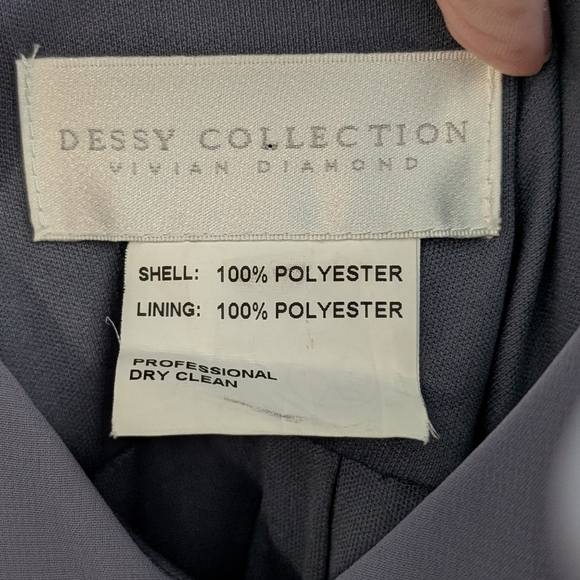 DESSY COLLECTION
VIVIAN DIAMOND
SHELL: 100% POLYESTER
LINING: 100% POLYESTER
PROFESSIONAL
DRY CLEAN